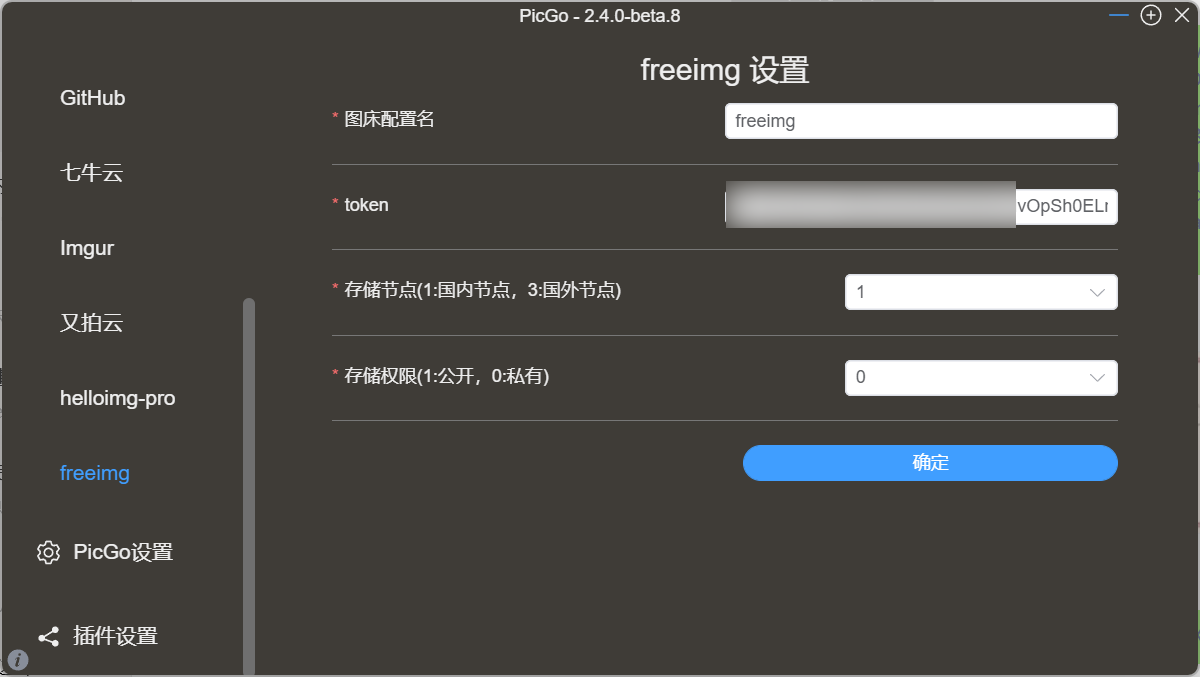 PicGo - 2.4.0-beta.8
GitHub
七牛云
Imgur
又拍云
helloimg-pro
freeimg
PicGo设置
插件设置
freeimg 设置
* 图床配置名
freeimg
* token
* 存储节点(1:国内节点，3:国外节点)
1
* 存储权限(1:公开，0:私有)
0
确定